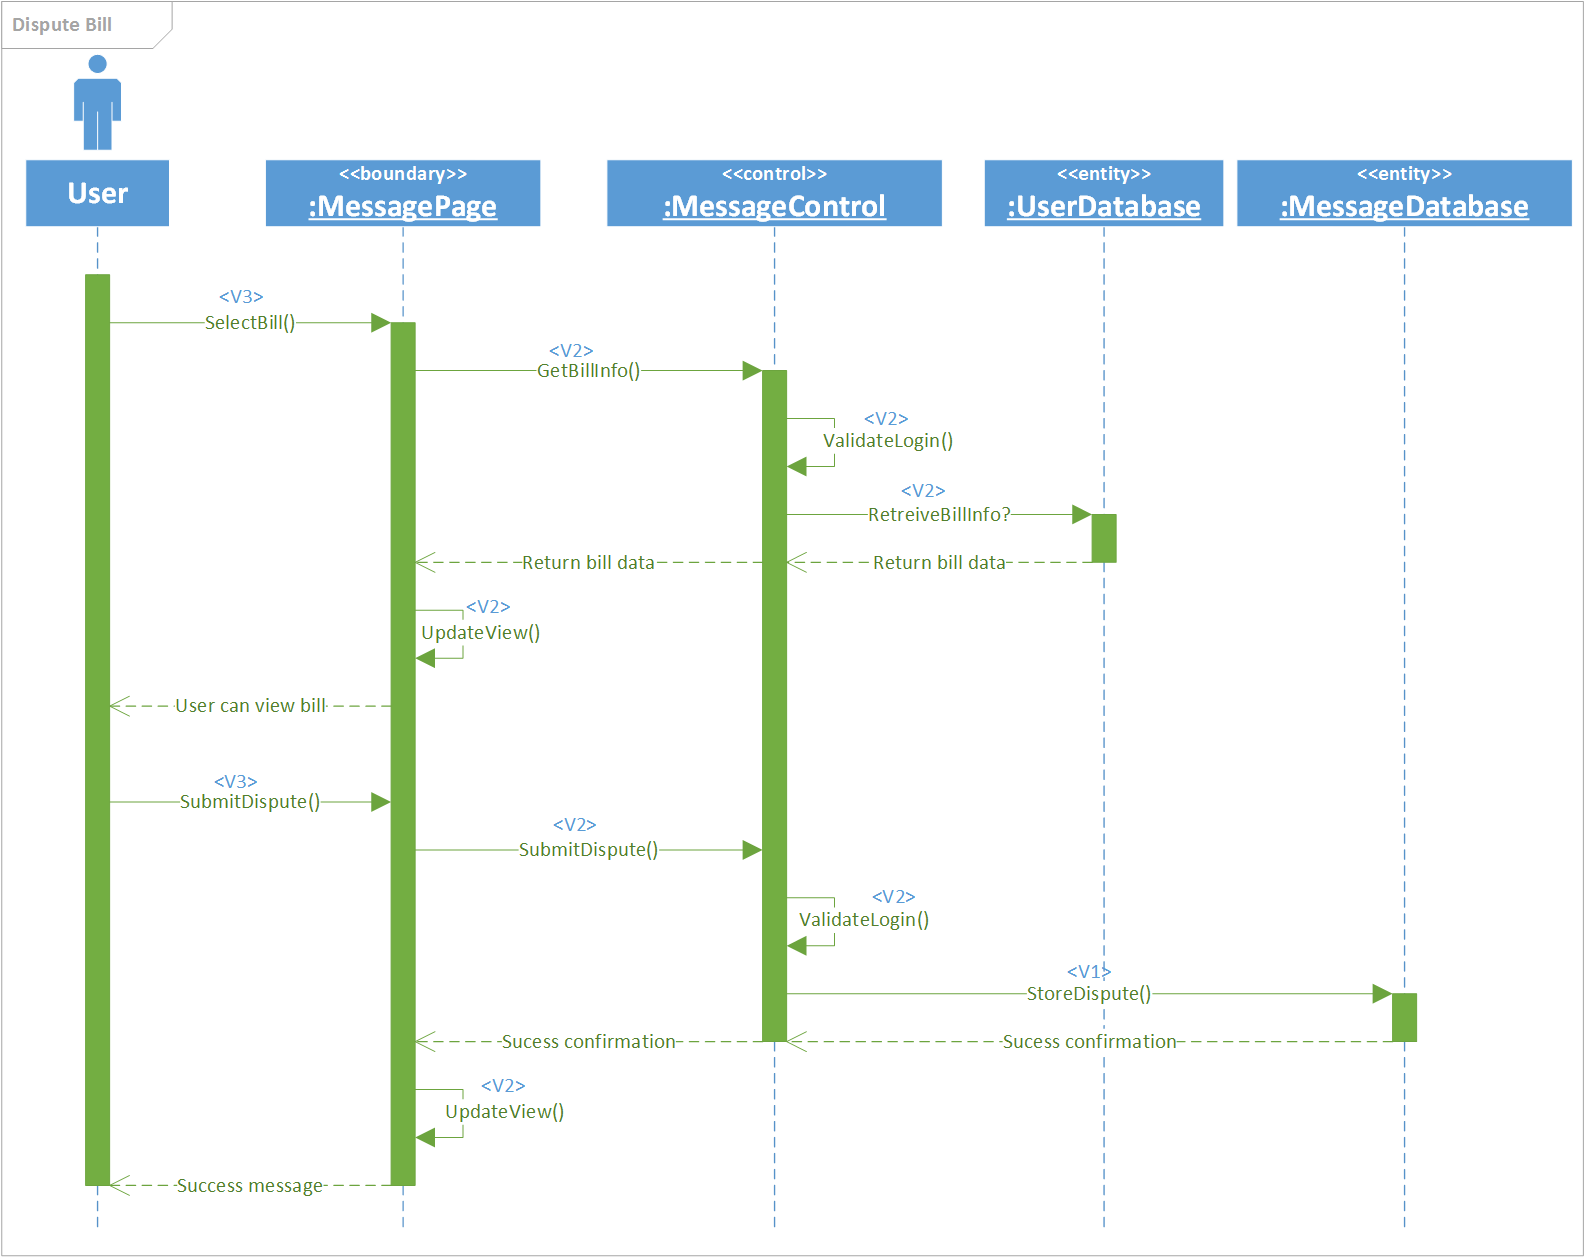 Dispute Bill
User
<<boundary>>
:MessagePage
<<control>>
:MessageControl
<<entity>>
:UserDatabase
<<entity>>
:MessageDatabase
<V3>
SelectBill()
<V2>
GetBillInfo()
<V2>
ValidateLogin()
<V2>
RetreiveBillInfo?
Return bill data
Return bill data
<V2>
UpdateView()
User can view bill
<V3>
SubmitDispute()
<V2>
SubmitDispute()
<V2>
ValidateLogin()
<V1>
StoreDispute()
Sucess confirmation
Sucess confirmation
<V2>
UpdateView()
Success message